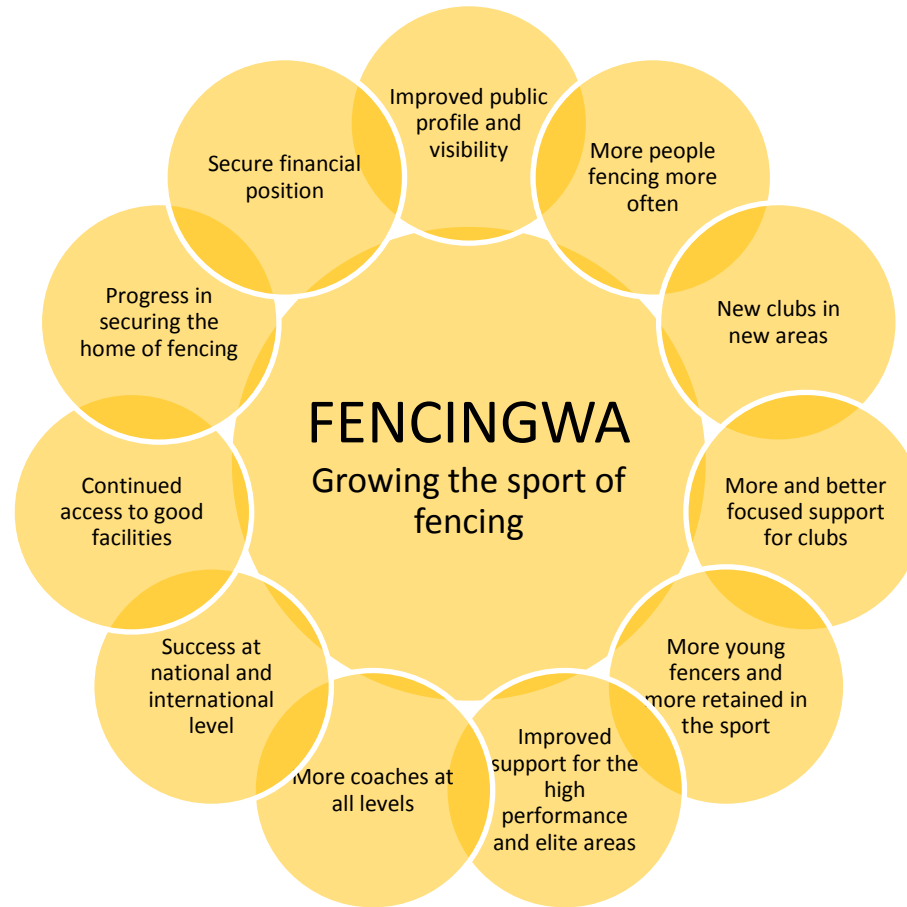 Improved public
profile and
visibility
More people
fencing more
often
New clubs in
new areas
More and better
focused support
for clubs
More young
fencers and
more retained in
the sport
Improved
support for the
high
performance
and elite areas
More coaches at
all levels
Success at
national and
international
level
Continued
access to good
facilities
Progress in
securing the
home of fencing
Secure financial
position
FENCINGWA
Growing the sport of
fencing